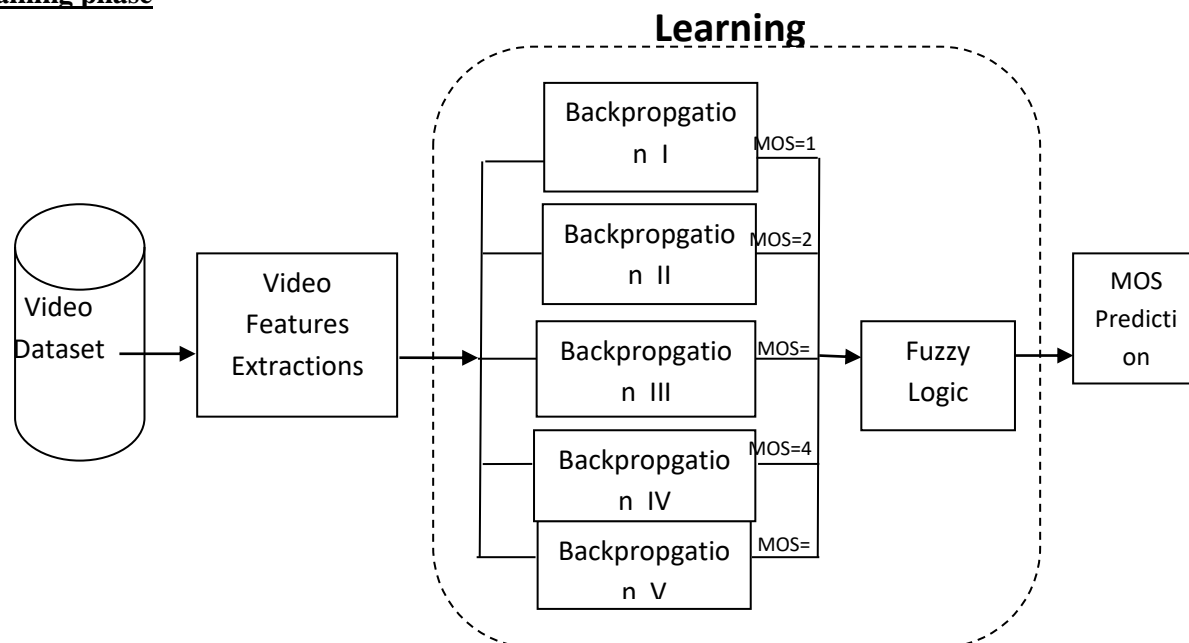 phase
Learning
Backpropgatio
n I
MOS=1
Backpropgatio
n II
MOS=2
Video
Dataset
Video
Features
Extractions
Backpropgatio
n III
MOS=
Fuzzy
Logic
MOS
Predicti
on
Backpropgatio
n IV
MOS=4
Backpropgatio
n V
MOS=